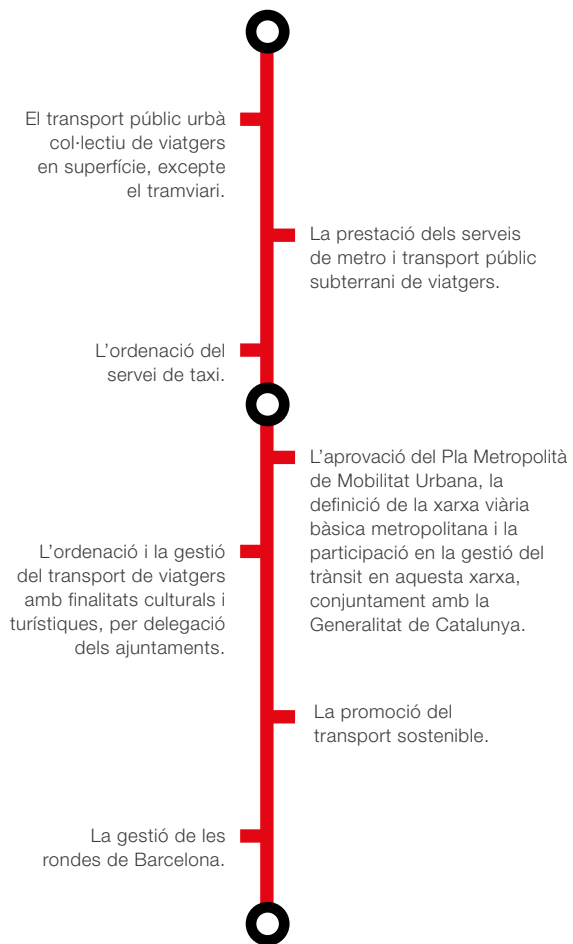 El transport públic urbà
col·lectiu de viatgers
en superfície, excepte
el tramviari.
La prestació dels serveis
de metro i transport públic
subterrani de viatgers.
L'ordenació del
servei de taxi.
L'aprovació del Pla Metropolità
de Mobilitat Urbana, la
definició de la xarxa viària
bàsica metropolitana i la
participació en la gestió del
trànsit en aquesta xarxa,
conjuntament amb la
Generalitat de Catalunya.
L'ordenació i la gestió
del transport de viatgers
amb finalitats culturals i
turístiques, per delegació
dels ajuntaments.
La promoció del
transport sostenible.
La gestió de les
rondes de Barcelona.